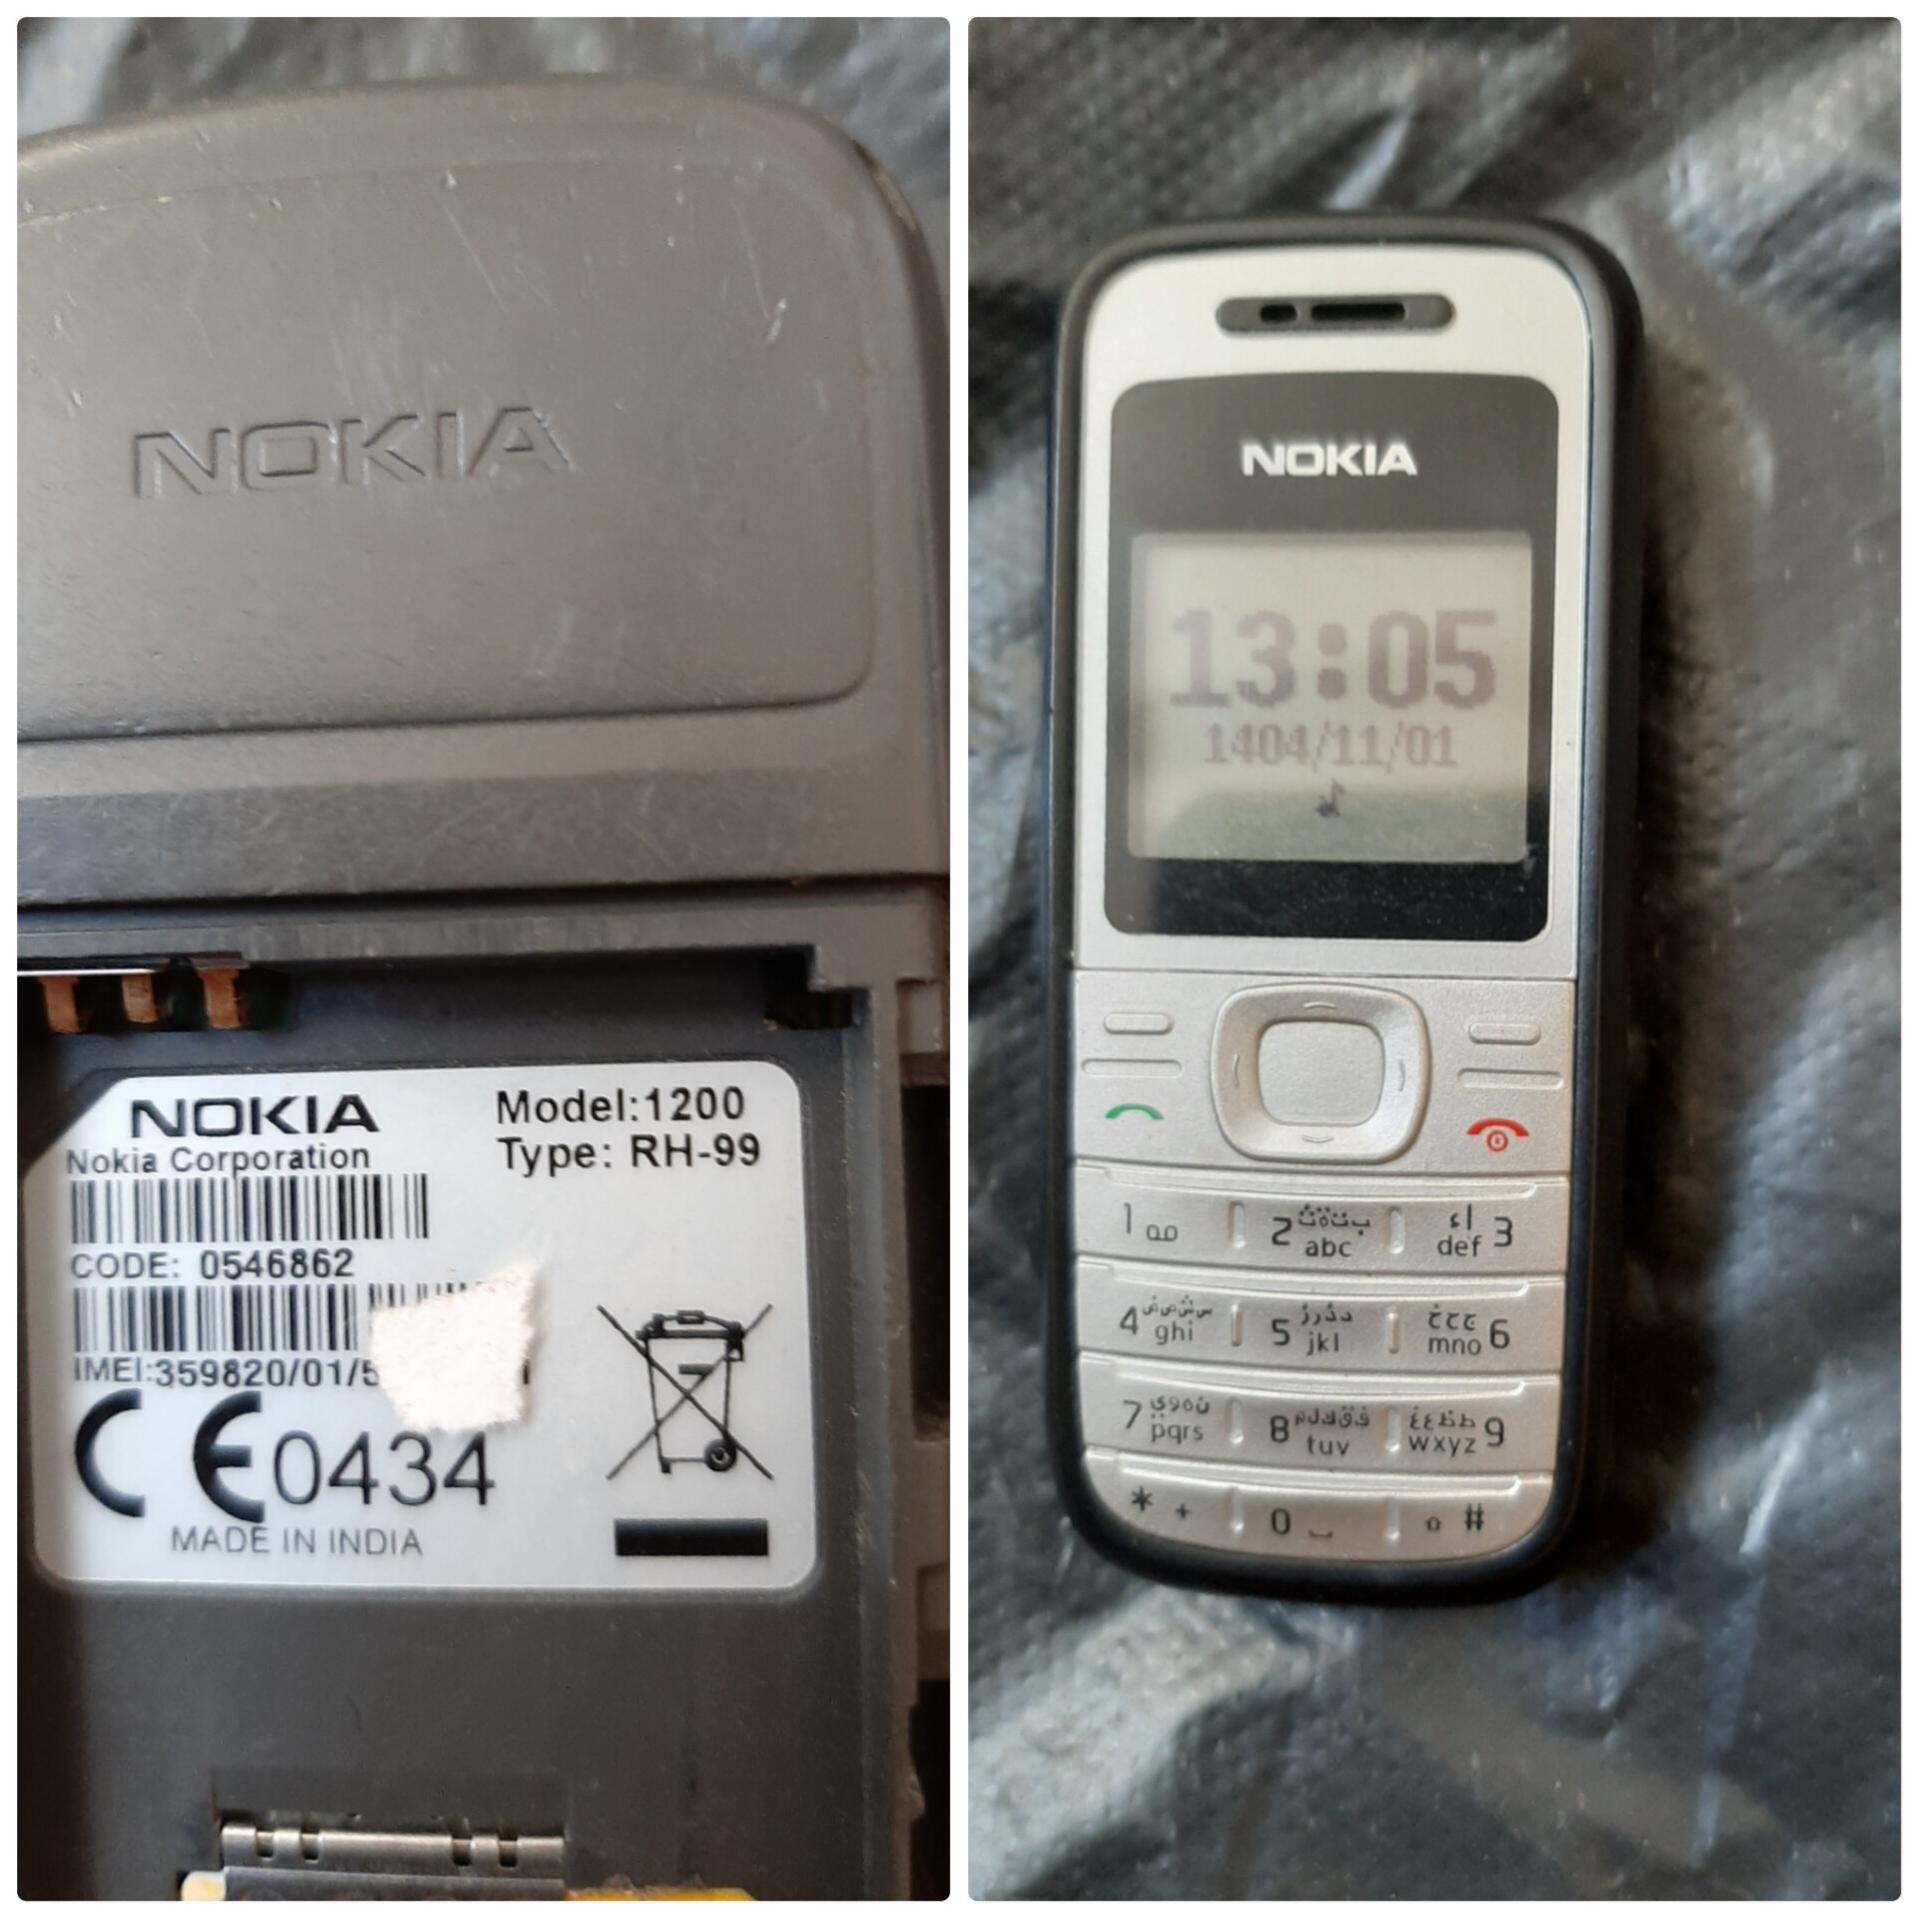 NOKIA
NOKIA
Model:1200
Nokia Corporation
Type: RH-99
CODE: 0546862
IMEI:359820/01/5
0434
MADE IN INDIA
NOKIA
13:05
1404/11/01
1
2 ب ت ة ث abc
أ ء def 3
4 س ش ص ض ghi
5 د ذ ر ز jkl
ج ح خ mno 6
7 ن ه و ي pqrs
8 ف ق ك ل م tuv
ط ظ ع غ wxyz 9
* +
0
#